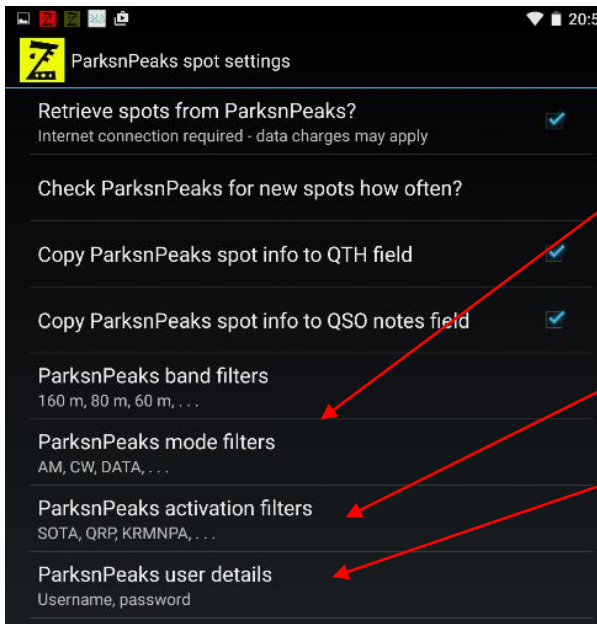 20:5
ParksnPeaks spot settings
Retrieve spots from ParksnPeaks?
Internet connection required - data charges may apply
Check ParksnPeaks for new spots how often?
Copy ParksnPeaks spot info to QTH field
Copy ParksnPeaks spot info to QSO notes field
ParksnPeaks band filters
160 m, 80 m, 60 m, . . .
ParksnPeaks mode filters
AM, CW, DATA, . . .
ParksnPeaks activation filters
SOTA, QRP, KRMNPA, . . .
ParksnPeaks user details
Username, password